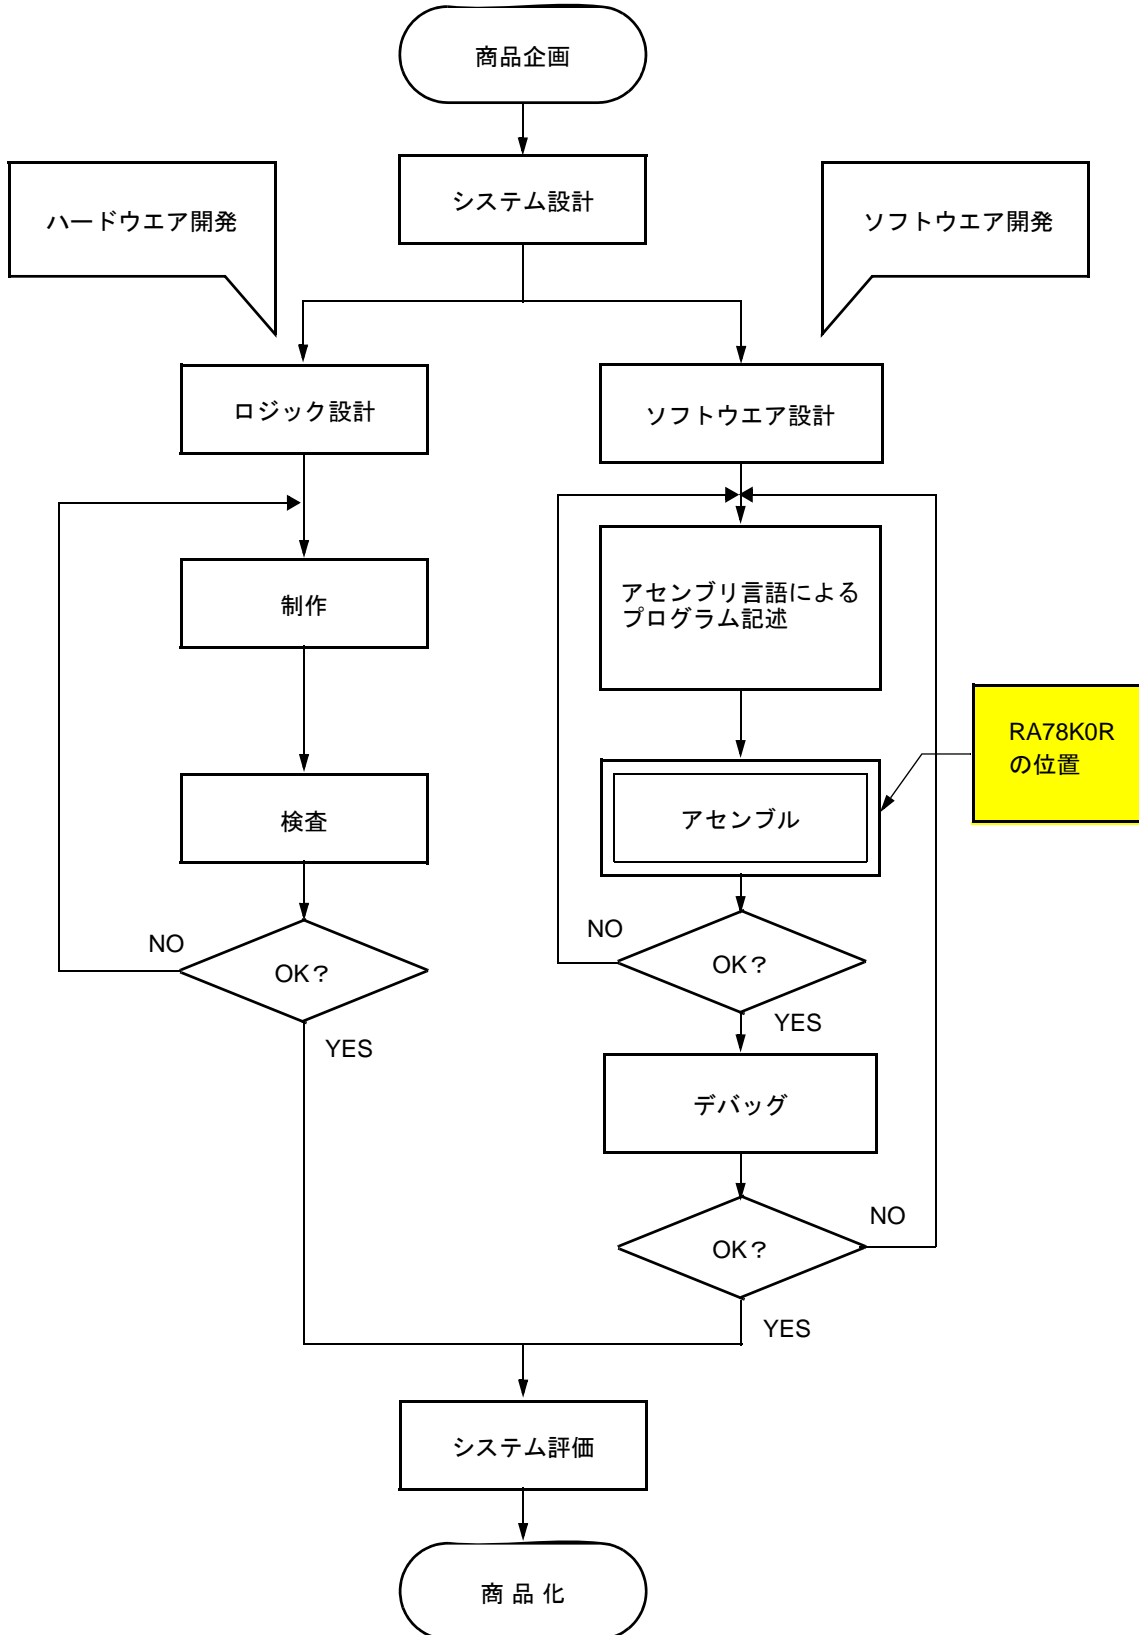 商品企画
システム設計
ハードウエア開発
ソフトウエア開発
ロジック設計
ソフトウエア設計
制作
アセンブリ言語による
プログラム記述
RA78K0R
の位置
検査
アセンブル
NO
OK？
YES
NO
OK？
YES
デバッグ
NO
OK？
YES
システム評価
商 品 化